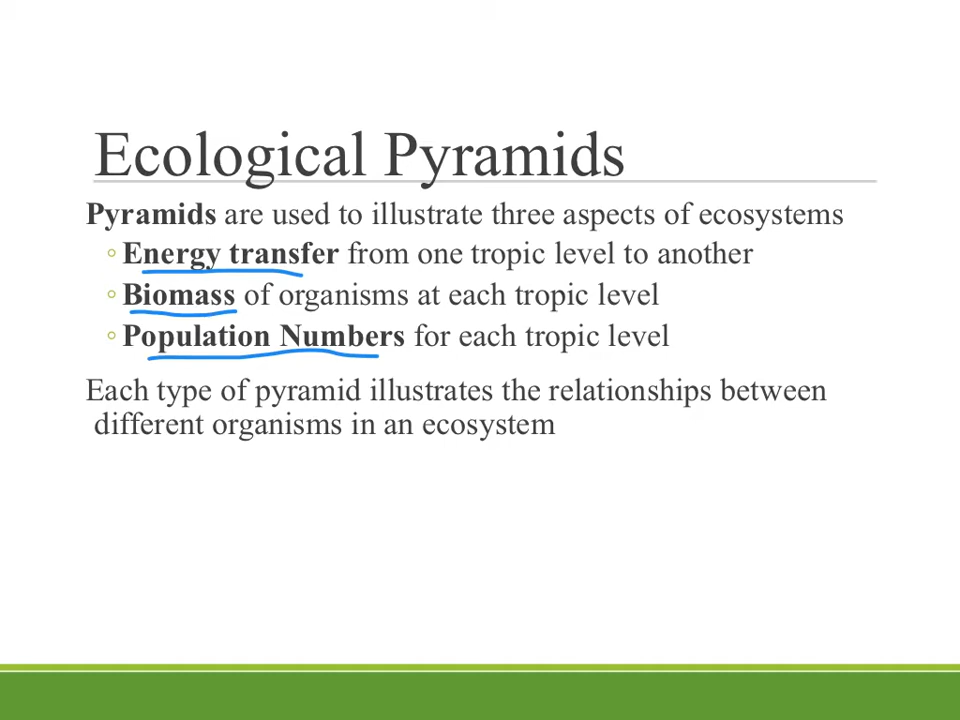 Ecological Pyramids
Pyramids are used to illustrate three aspects of ecosystems
◦Energy transfer from one tropic level to another
◦Biomass of organisms at each tropic level
◦Population Numbers for each tropic level
Each type of pyramid illustrates the relationships between
different organisms in an ecosystem